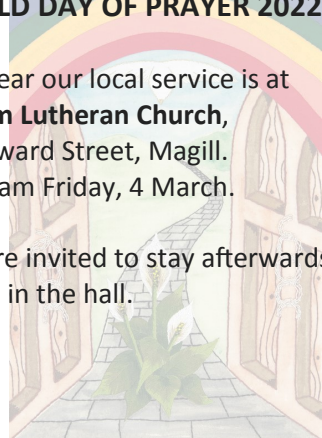 LD DAY OF PRAYER 2022
ear our local service is at
m Lutheran Church,
ward Street, Magill.
am Friday, 4 March.
re invited to stay afterwards
in the hall.